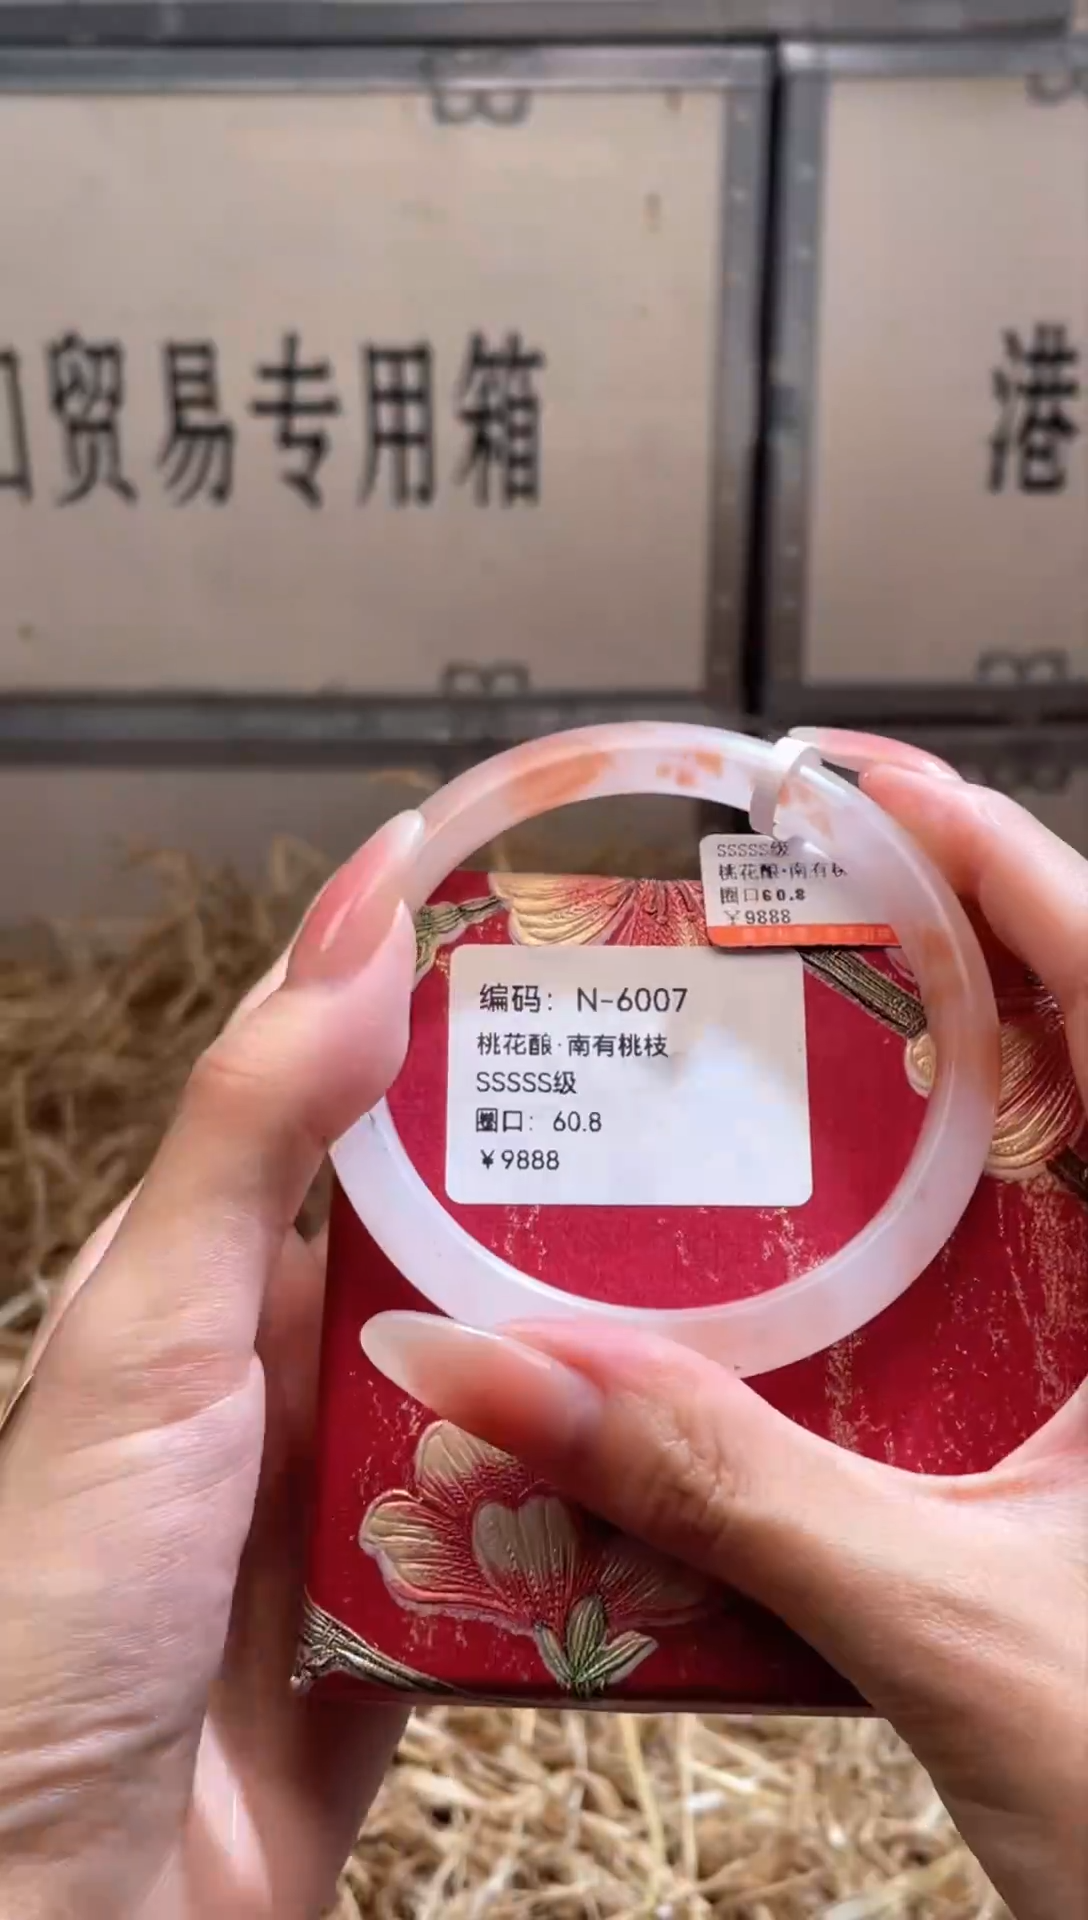 贸易专用箱
港
SSSSS级
桃花酿·南有桃
圈口60.8
￥9888
编码：N-6007
桃花酿·南有桃枝
SSSSS级
圈口：60.8
￥9888